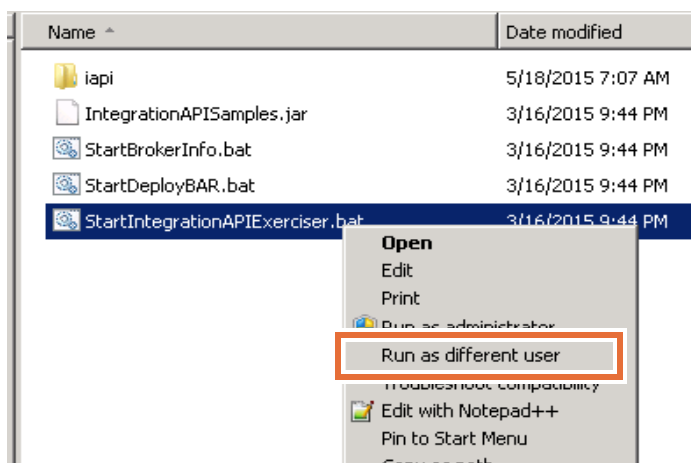 Name Date modified
iapi 5/18/2015 7:07 AM
IntegrationAPISamples.jar 3/16/2015 9:44 PM
StartBrokerInfo.bat 3/16/2015 9:44 PM
StartDeployBAR.bat 3/16/2015 9:44 PM
StartIntegrationAPIExerciser.bat 3/16/2015 9:44 PM
Open
Edit
Print
Run as administrator
Run as different user
Troubleshoot compatibility
Edit with Notepad++
Pin to Start Menu
Copy as path